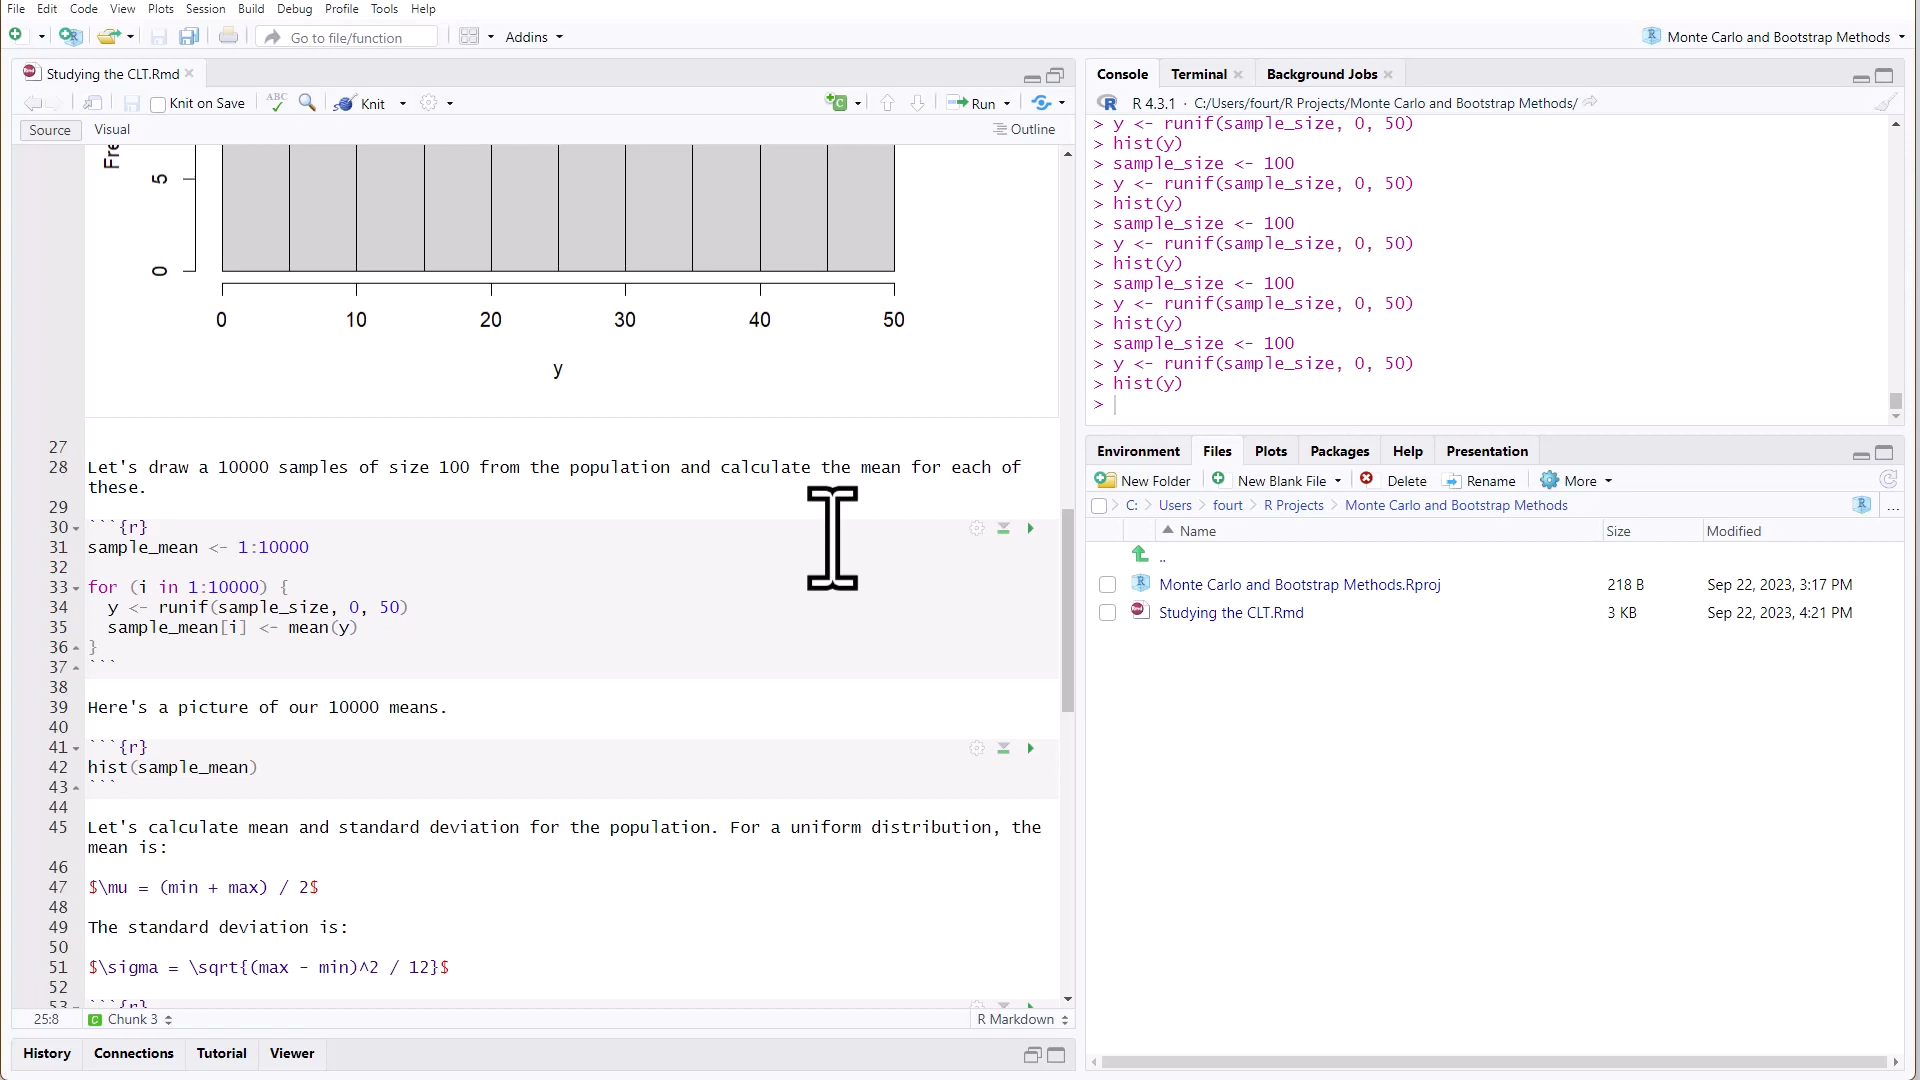 File Edit Code View Plots Session Build Debug Profile Tools Help
Go to file/function
Addins
Monte Carlo and Bootstrap Methods
Studying the CLT.Rmd
Knit on Save
ABC
Knit
Run
Source
Visual
Outline
Fre
5
0
0 10 20 30 40 50
y
27
28 Let's draw a 10000 samples of size 100 from the population and calculate the mean for each of
these.
29
30 ```{r}
31 sample_mean <- 1:10000
32
33 for (i in 1:10000) {
34   y <- runif(sample_size, 0, 50)
35   sample_mean[i] <- mean(y)
36 }
37 ```
38
39 Here's a picture of our 10000 means.
40
41 ```{r}
42 hist(sample_mean)
43 ```
44
45 Let's calculate mean and standard deviation for the population. For a uniform distribution, the
mean is:
46
47 $\mu = (min + max) / 2$
48
49 The standard deviation is:
50
51 $\sigma = \sqrt{(max - min)^2 / 12}$
52
53 ```{r}
25:8
Chunk 3
R Markdown
History Connections Tutorial Viewer
Console Terminal Background Jobs
R 4.3.1 · C:/Users/fourt/R Projects/Monte Carlo and Bootstrap Methods/
> y <- runif(sample_size, 0, 50)
> hist(y)
> sample_size <- 100
> y <- runif(sample_size, 0, 50)
> hist(y)
> sample_size <- 100
> y <- runif(sample_size, 0, 50)
> hist(y)
> sample_size <- 100
> y <- runif(sample_size, 0, 50)
> hist(y)
> sample_size <- 100
> y <- runif(sample_size, 0, 50)
> hist(y)
>
Environment Files Plots Packages Help Presentation
New Folder New Blank File Delete Rename More
C: Users fourt R Projects Monte Carlo and Bootstrap Methods ...
Name Size Modified
..
Monte Carlo and Bootstrap Methods.Rproj 218 B Sep 22, 2023, 3:17 PM
Studying the CLT.Rmd 3 KB Sep 22, 2023, 4:21 PM